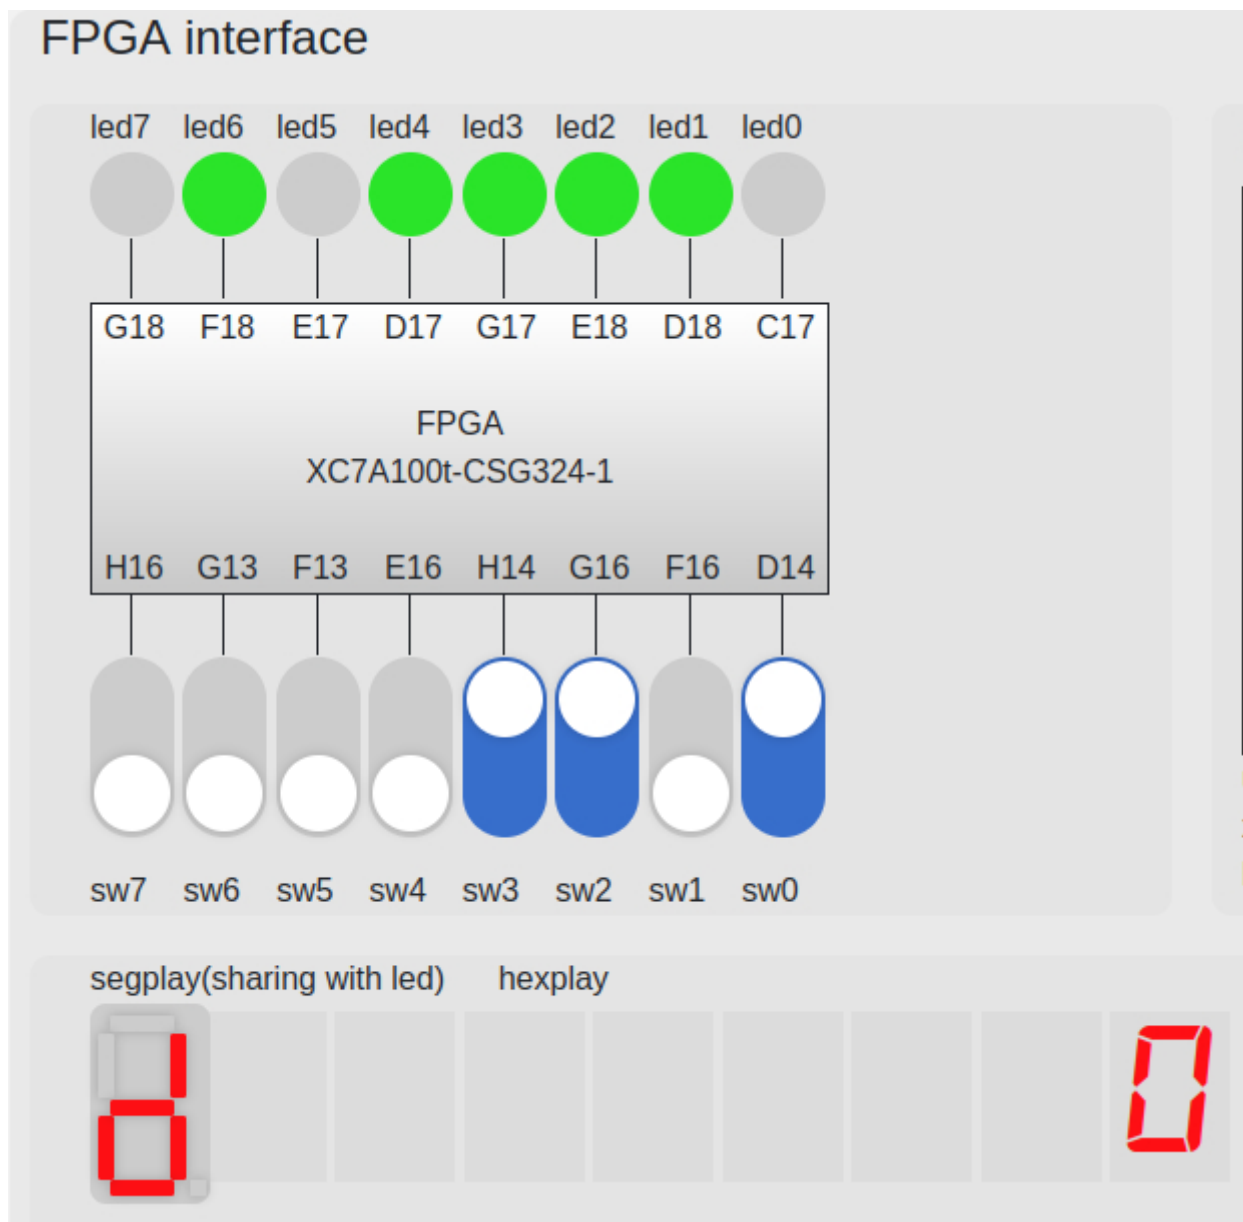 FPGA interface
led7 led6 led5 led4 led3 led2 led1 led0
G18 F18 E17 D17 G17 E18 D18 C17
FPGA
XC7A100t-CSG324-1
H16 G13 F13 E16 H14 G16 F16 D14
sw7 sw6 sw5 sw4 sw3 sw2 sw1 sw0
segplay(sharing with led) hexplay
d 0